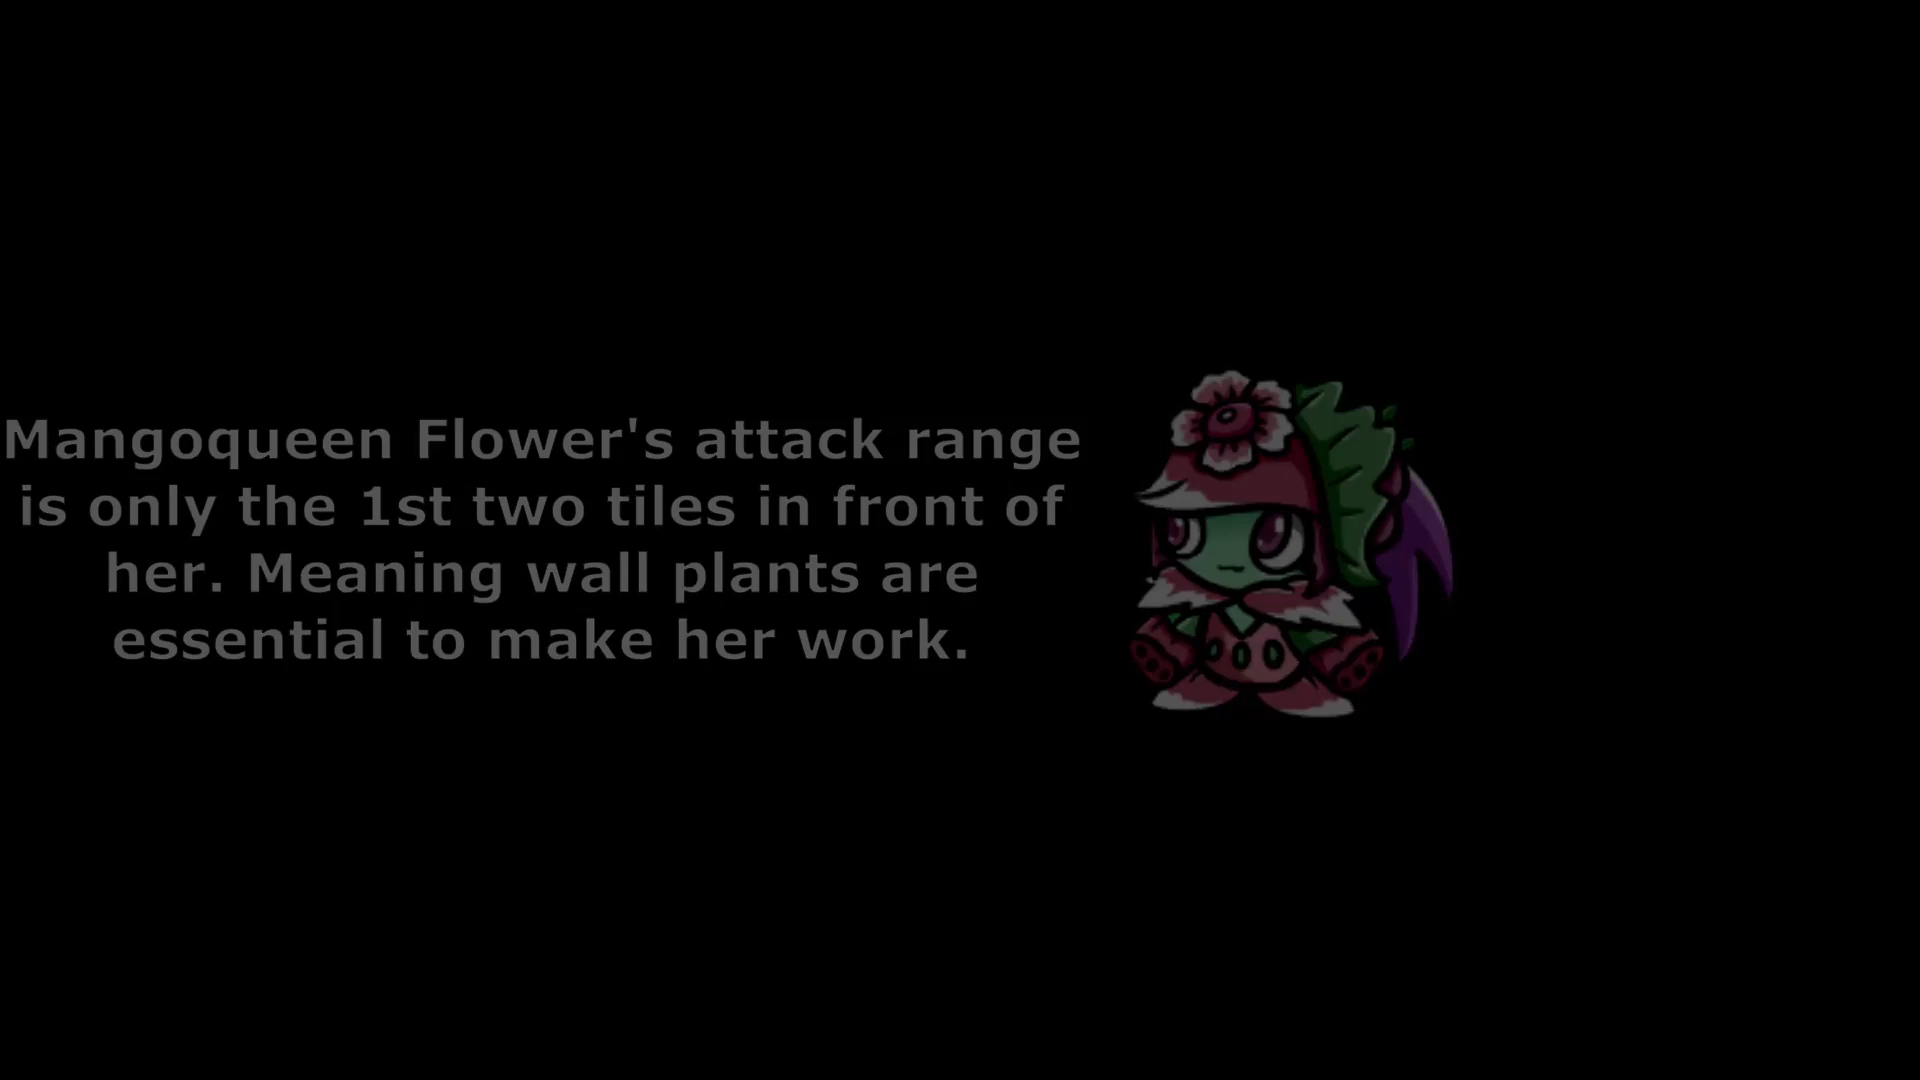 Mangoqueen Flower's attack range
is only the 1st two tiles in front of
her. Meaning wall plants are
essential to make her work.